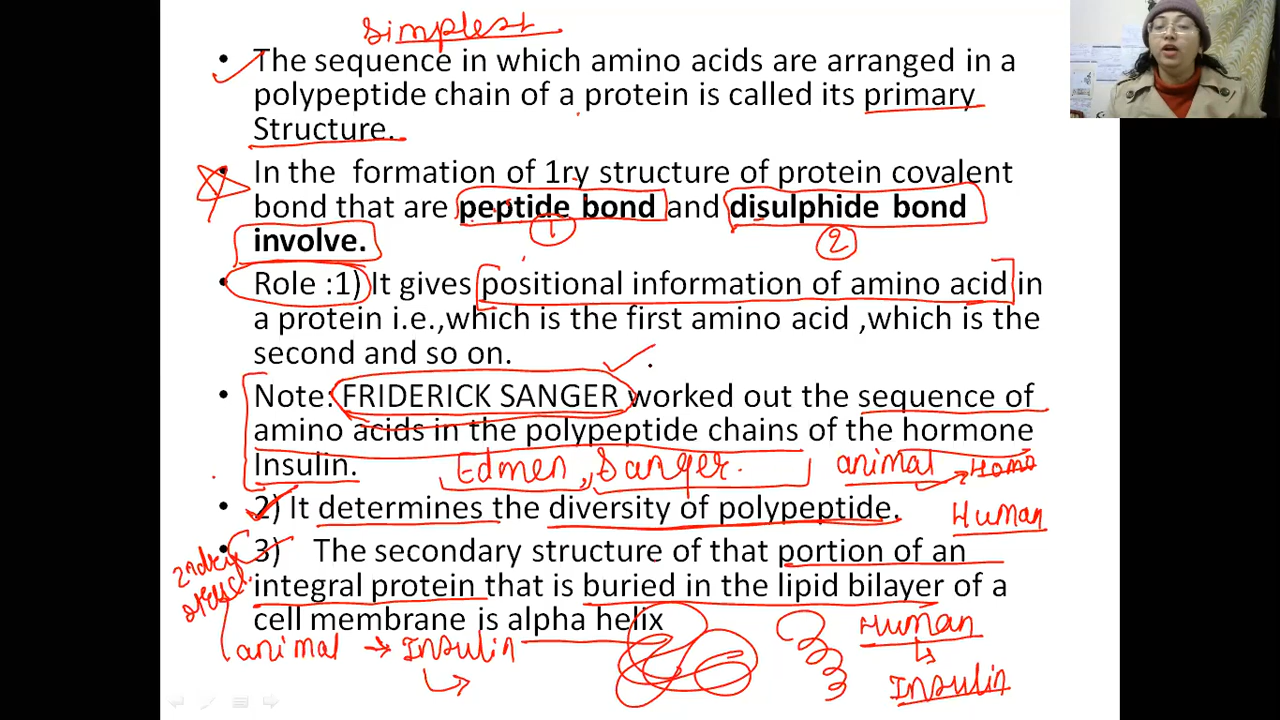 Simplest
• The sequence in which amino acids are arranged in a
polypeptide chain of a protein is called its primary
Structure.
• In the formation of 1ry structure of protein covalent
bond that are peptide bond and disulphide bond
1 2
involve.
• Role :1) It gives positional information of amino acid in
a protein i.e.,which is the first amino acid ,which is the
second and so on.
• Note: FRIDERICK SANGER worked out the sequence of
amino acids in the polypeptide chains of the hormone
Insulin. Edmen, Sanger. animal → Homo
• 2) It determines the diversity of polypeptide. Human
• 3) The secondary structure of that portion of an
integral protein that is buried in the lipid bilayer of a
cell membrane is alpha helix Human
animal → Insulin Insulin